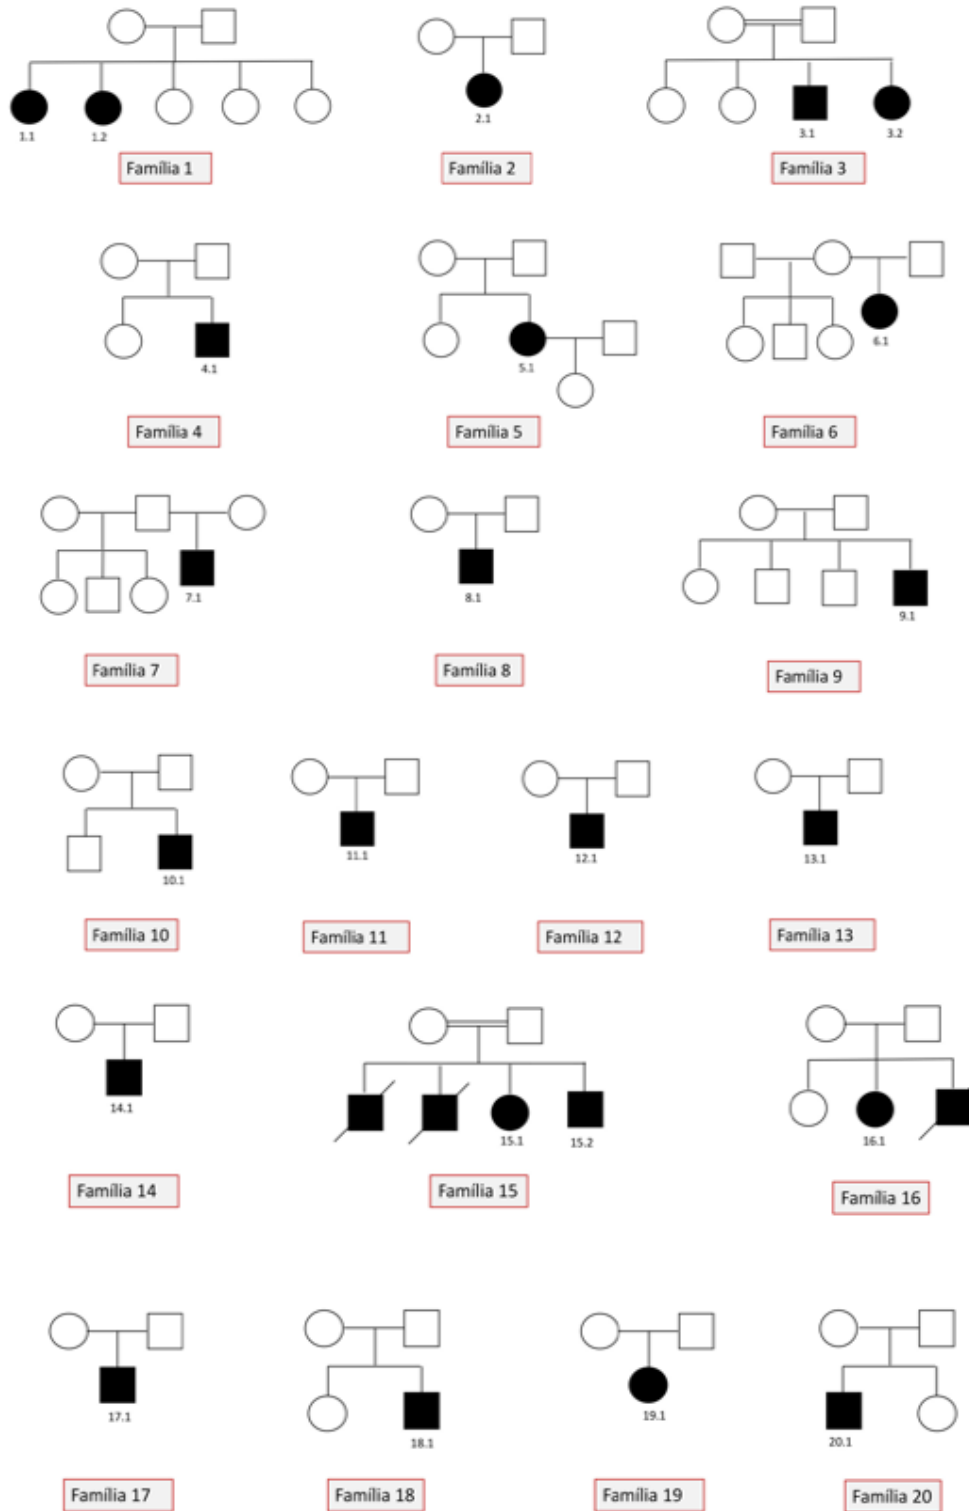 1.1 1.2 2.1 3.1 3.2
Família 1 Família 2 Família 3
4.1 5.1 6.1
Família 4 Família 5 Família 6
7.1 8.1 9.1
Família 7 Família 8 Família 9
10.1 11.1 12.1 13.1
Família 10 Família 11 Família 12 Família 13
14.1 15.1 15.2 16.1
Família 14 Família 15 Família 16
17.1 18.1 19.1 20.1
Família 17 Família 18 Família 19 Família 20